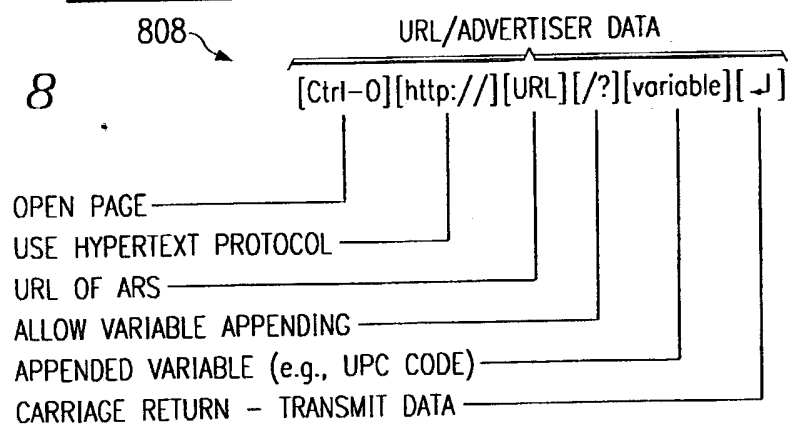 808
URL/ADVERTISER DATA
8
[Ctrl-O][http://][URL][/?][variable][↵]
OPEN PAGE
USE HYPERTEXT PROTOCOL
URL OF ARS
ALLOW VARIABLE APPENDING
APPENDED VARIABLE (e.g., UPC CODE)
CARRIAGE RETURN - TRANSMIT DATA